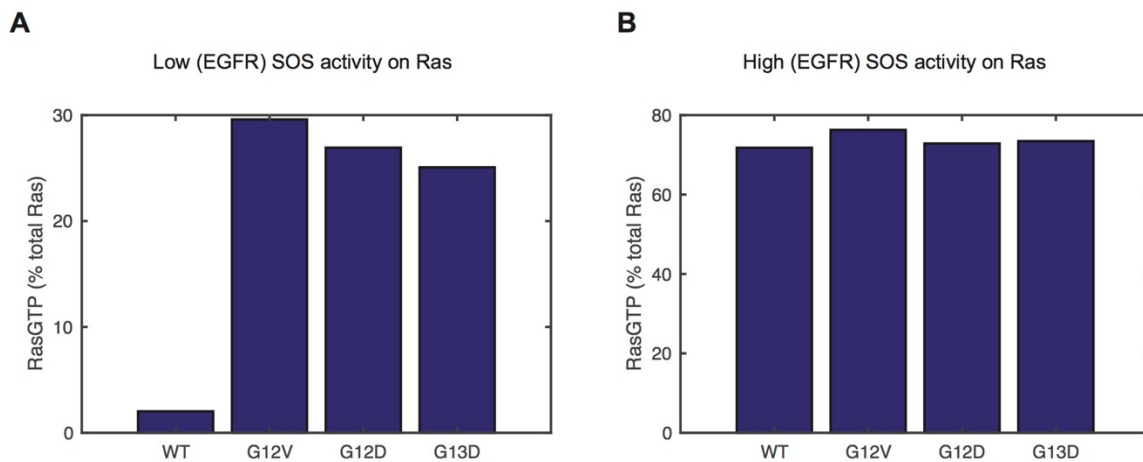 A
Low (EGFR) SOS activity on Ras
RasGTP (% total Ras)
30
20
10
0
WT G12V G12D G13D
B
High (EGFR) SOS activity on Ras
RasGTP (% total Ras)
80
60
40
20
0
WT G12V G12D G13D